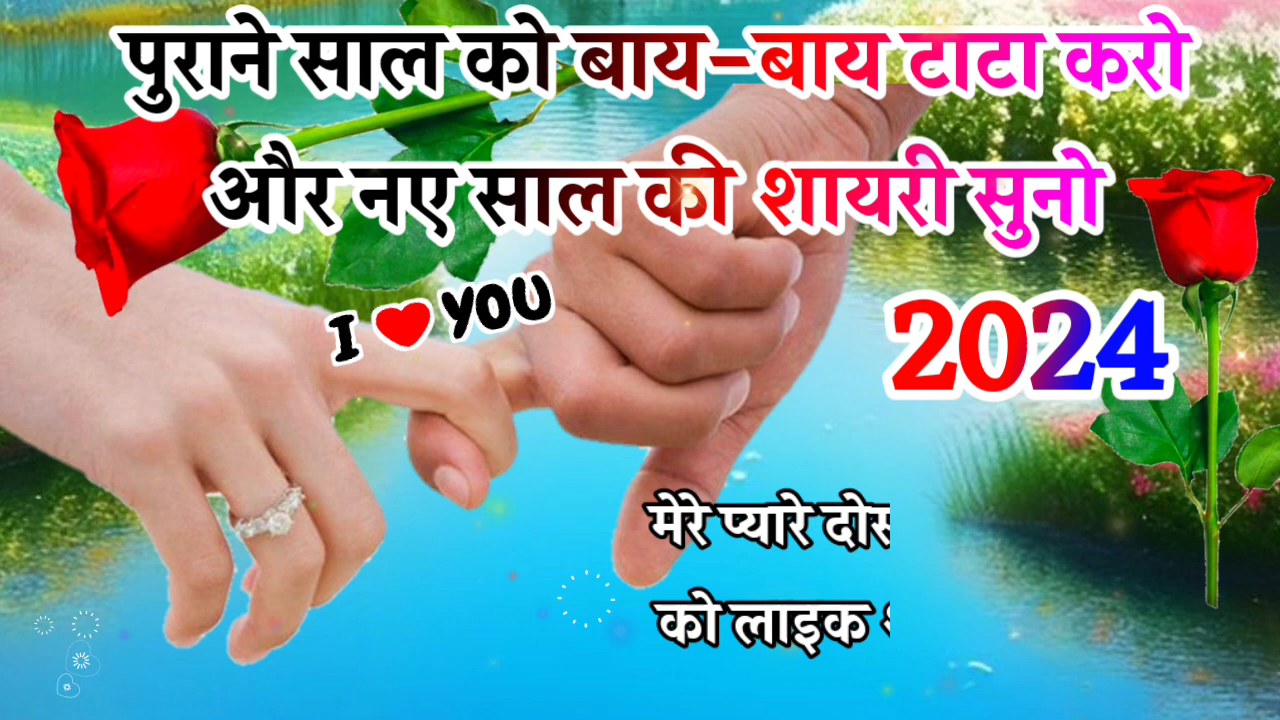 पुराने साल को बाय-बाय टाटा करो
और नए साल की शायरी सुनो
I ❤ YOU
2024
मेरे प्यारे
को लाइक